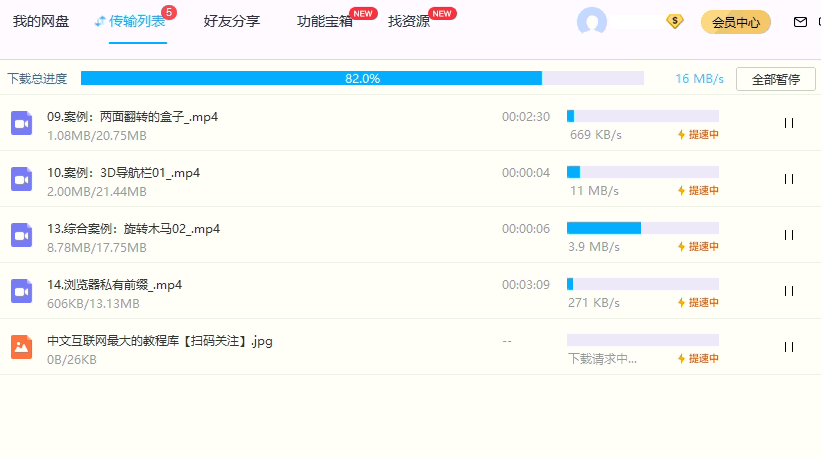 我的网盘 传输列表 5 好友分享 功能宝箱 NEW 找资源 NEW S 会员中心
下载总进度 82.0% 16 MB/s 全部暂停
09.案例：两面翻转的盒子_.mp4 00:02:30
1.08MB/20.75MB 669 KB/s 提速中
10.案例：3D导航栏01_.mp4 00:00:04
2.00MB/21.44MB 11 MB/s 提速中
13.综合案例：旋转木马02_.mp4 00:00:06
8.78MB/17.75MB 3.9 MB/s 提速中
14.浏览器私有前缀_.mp4 00:03:09
606KB/13.13MB 271 KB/s 提速中
中文互联网最大的教程库【扫码关注】.jpg --
0B/26KB 下载请求中... 提速中